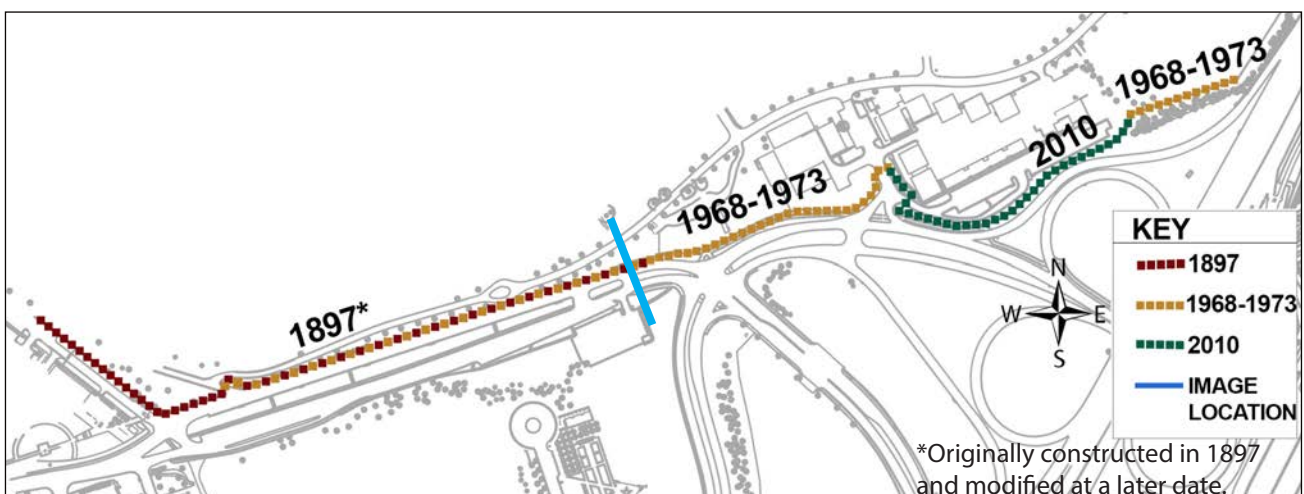 1968-1973
2010
1968-1973
1897*
KEY
1897
1968-1973
2010
IMAGE
LOCATION
N
W E
S
*Originally constructed in 1897
and modified at a later date.